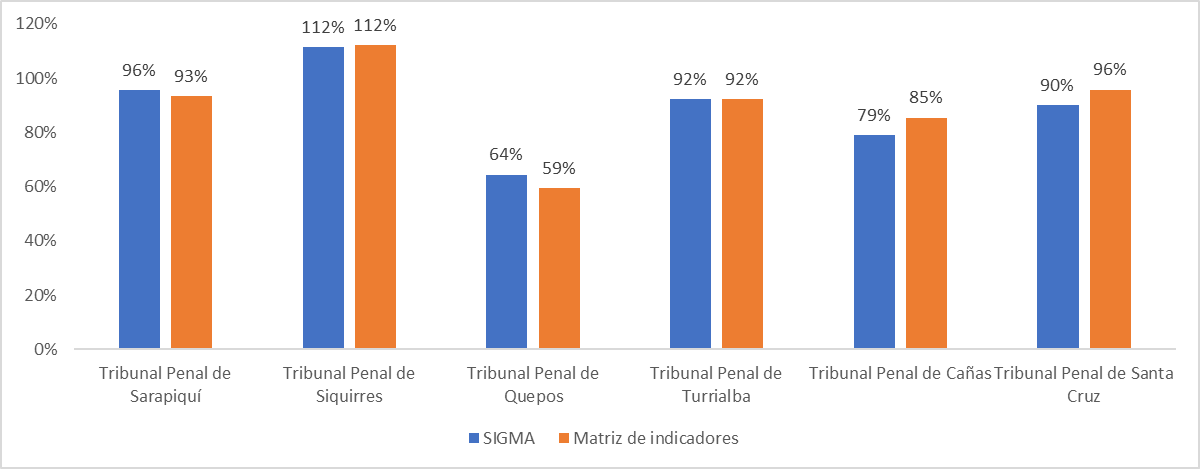 120%
100%
80%
60%
40%
20%
0%
96%
93%
112%
112%
64%
59%
92%
92%
79%
85%
90%
96%
Tribunal Penal de
Sarapiquí
Tribunal Penal de
Siquirres
Tribunal Penal de
Quepos
Tribunal Penal de
Turrialba
Tribunal Penal de Cañas
Tribunal Penal de Santa
Cruz
SIGMA
Matriz de indicadores